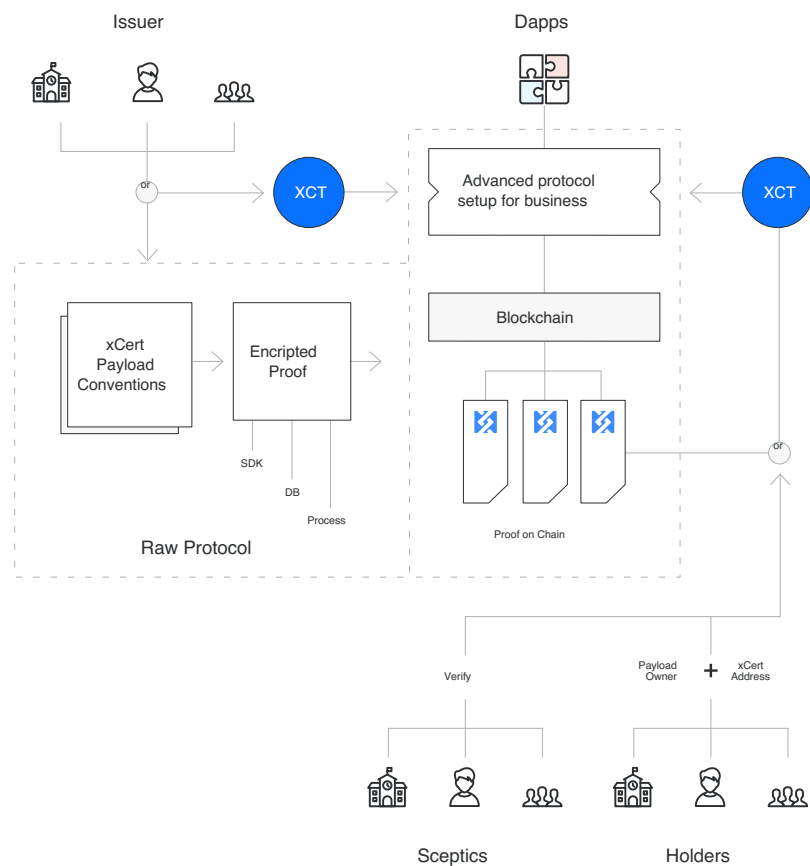 Issuer
Dapps
or
XCT
Advanced protocol
setup for business
XCT
xCert
Payload
Conventions
Encripted
Proof
Blockchain
SDK
DB
Process
or
Proof on Chain
Raw Protocol
Verify
Payload
Owner
+
xCert
Address
Sceptics
Holders